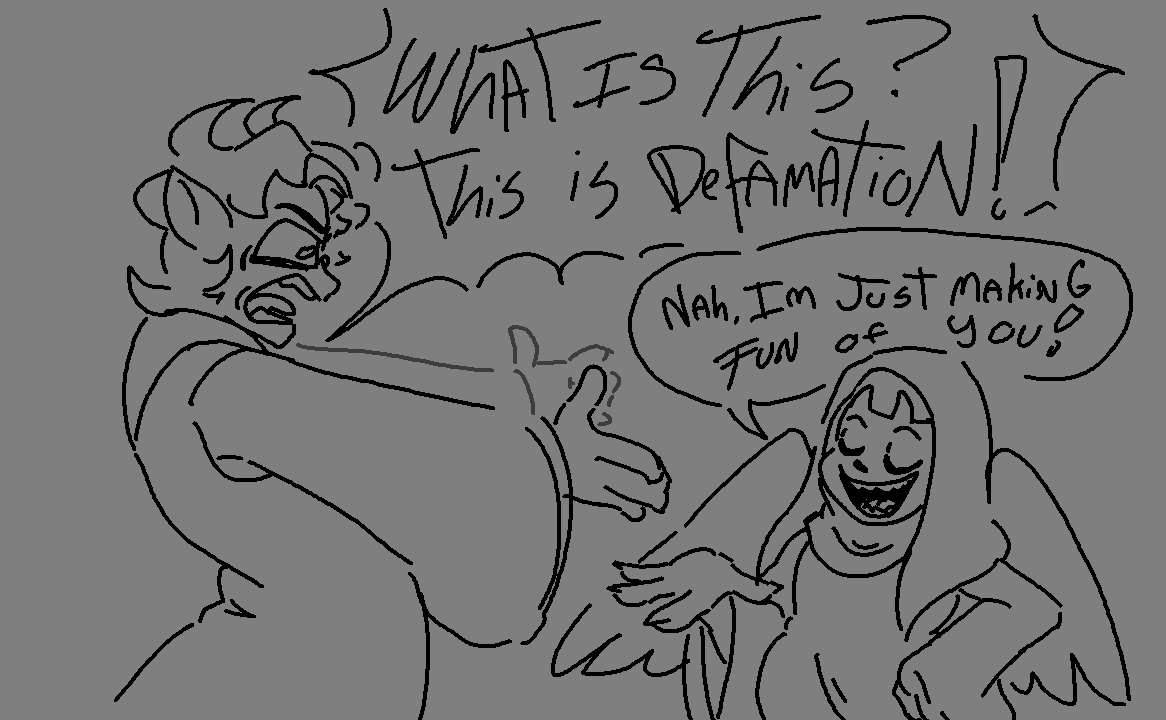 WHAT IS This?
This is DeFAMATioN!!
NAh, I'm JUST MAKiNG
FUN of YOU!